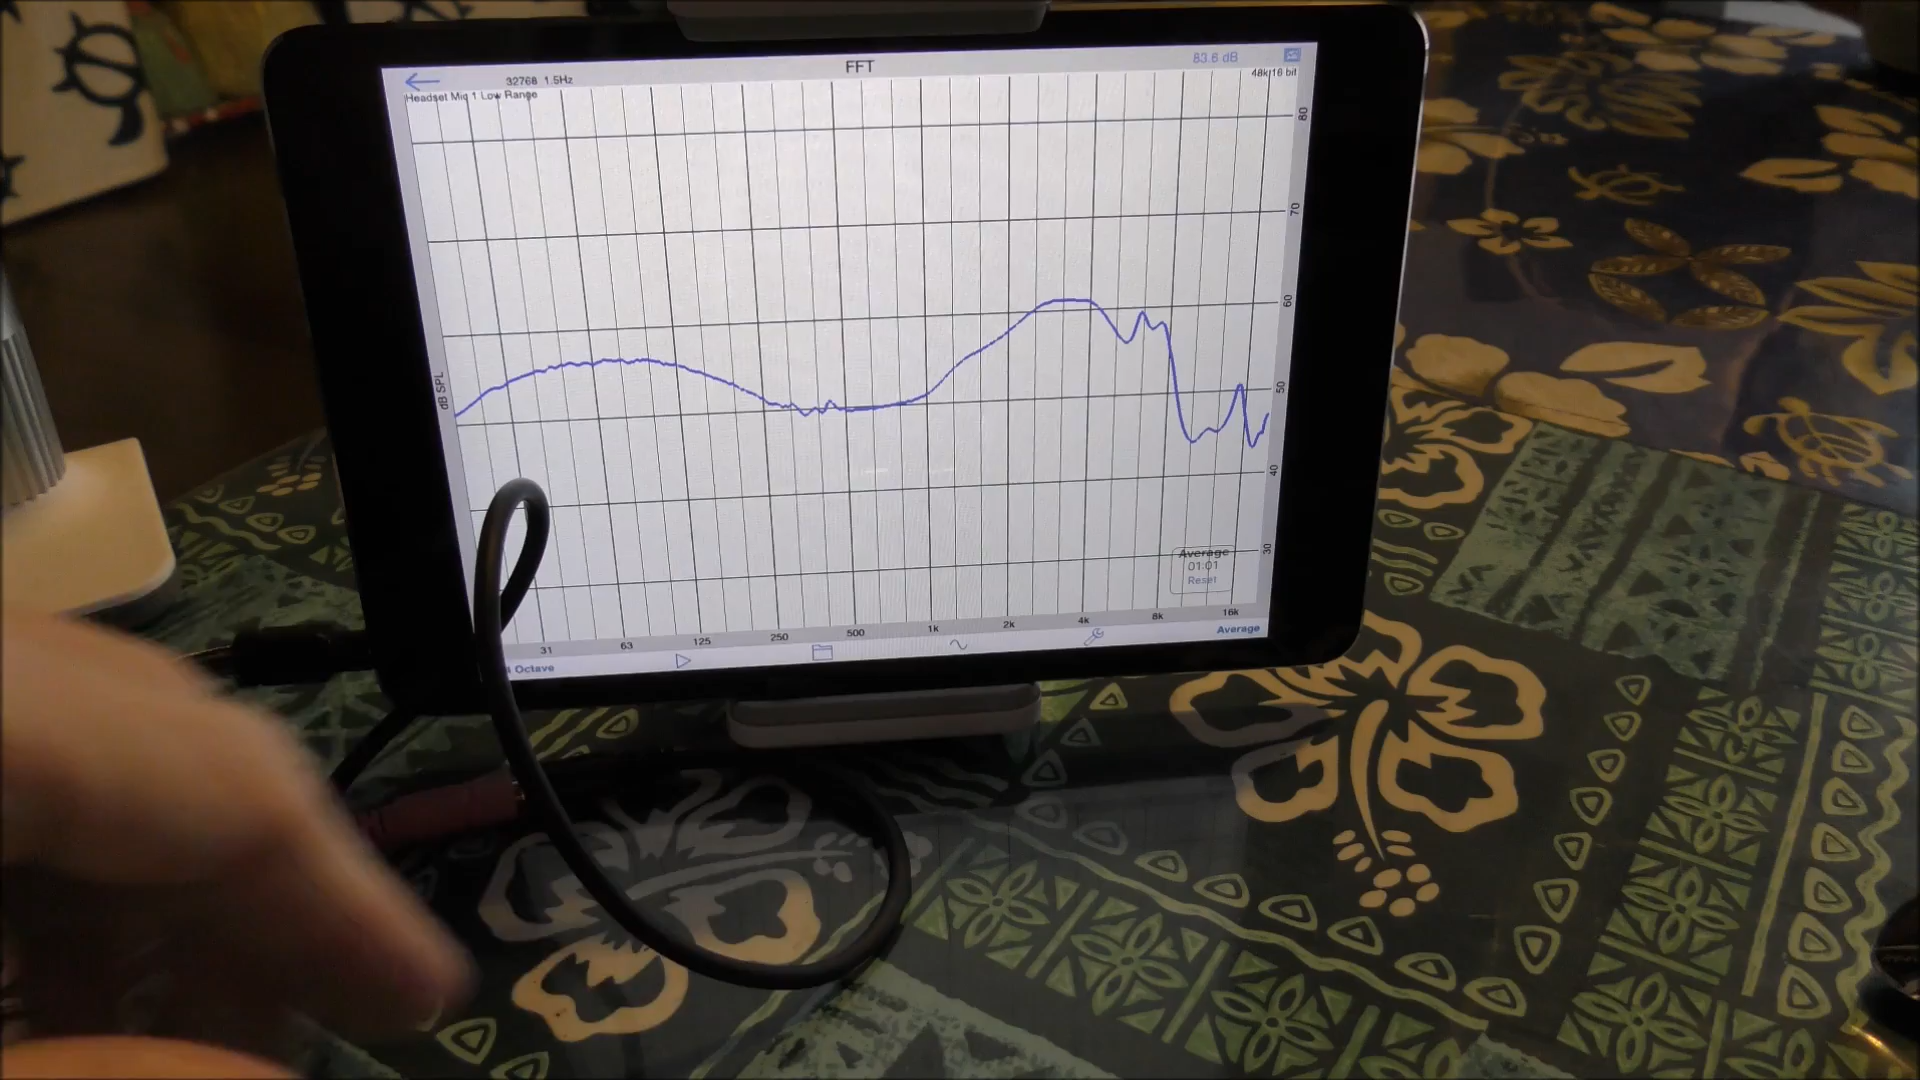 FFT
83.6 dB
32768 1.5Hz
48k/16 bit
Headset Mic 1 Low Range
80
70
60
50
40
30
dB SPL
Average
01:01
Reset
31
63
125
250
500
1k
2k
4k
8k
16k
Octave
Average